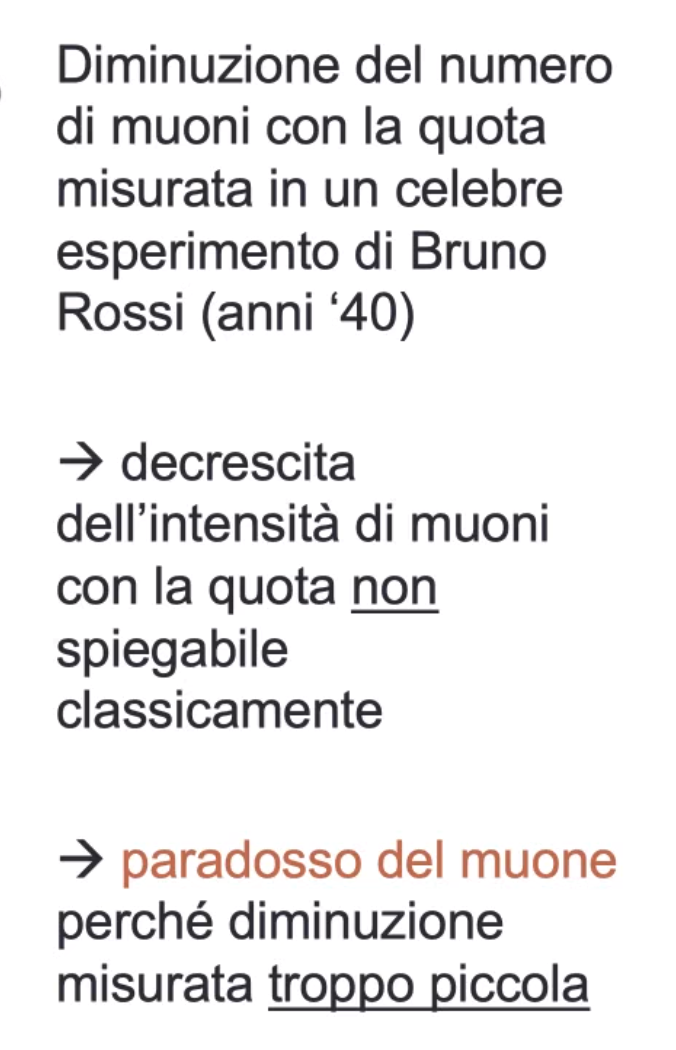 Diminuzione del numero
di muoni con la quota
misurata in un celebre
esperimento di Bruno
Rossi (anni ‘40)
→ decrescita
dell’intensità di muoni
con la quota non
spiegabile
classicamente
→ paradosso del muone
perché diminuzione
misurata troppo piccola